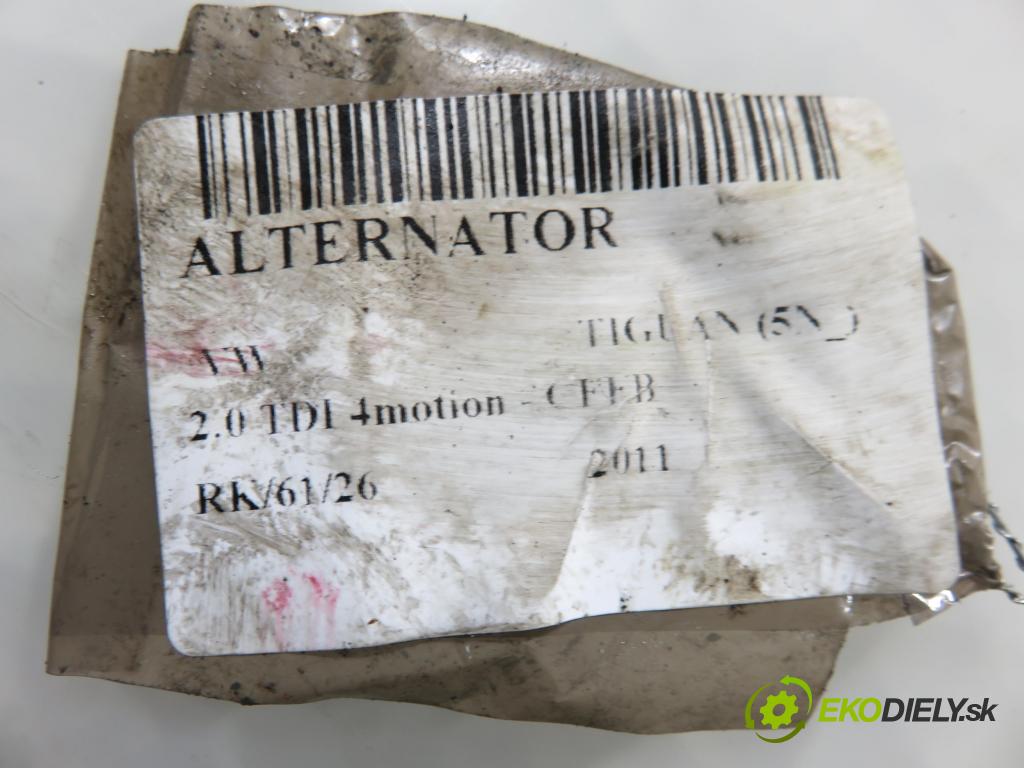 ALTERNATOR
VW TIGUAN (5N_)
2.0 TDI 4motion - CFFB
RK/61/26 2011
EKODIELY.sk